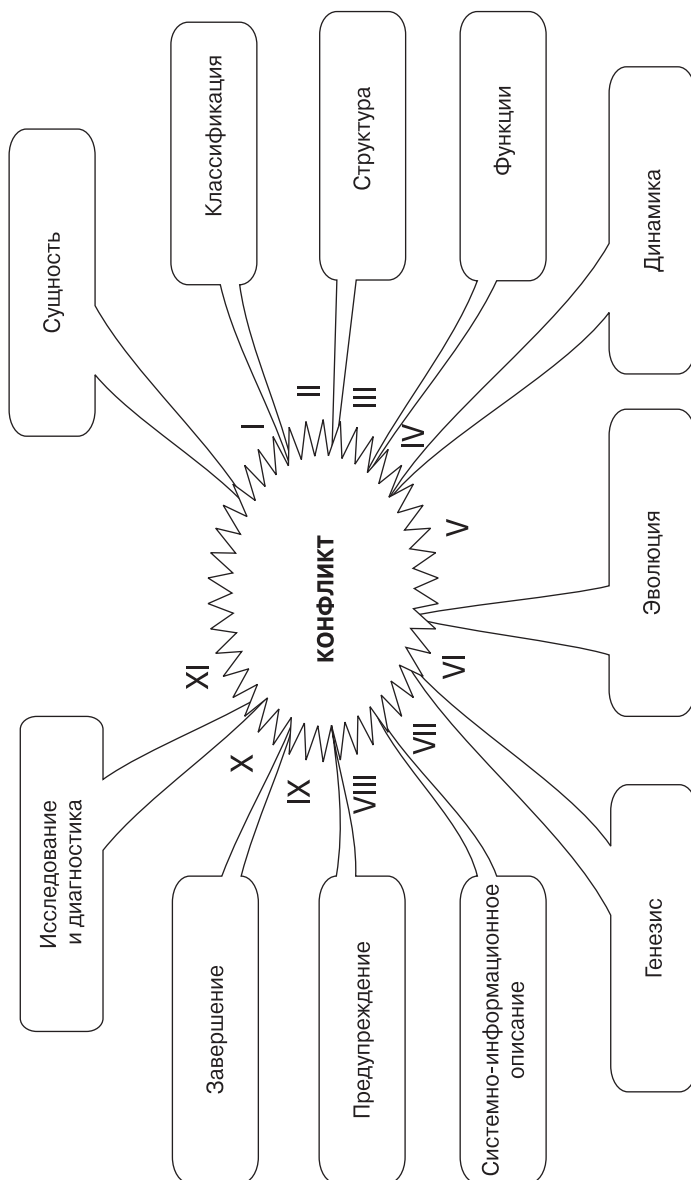 КОНФЛИКТ
I
Сущность
II
Классификация
III
Структура
IV
Функции
V
Динамика
VI
Эволюция
VII
Генезис
VIII
Системно-информационное
описание
IX
Предупреждение
X
Завершение
XI
Исследование
и диагностика